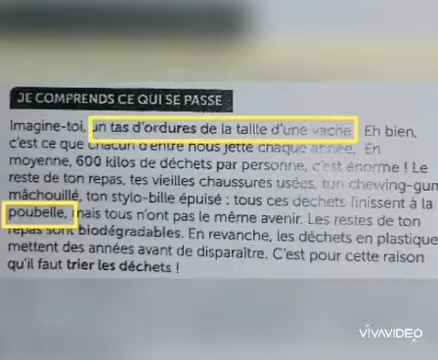 JE COMPRENDS CE QUI SE PASSE
Imagine-toi, un tas d'ordures de la taille d'une vache Eh bien,
c'est ce que chacun d'entre nous jette chaque année. En
moyenne, 600 kilos de déchets par personne, c'est énorme ! Le
reste de ton repas, tes vieilles chaussures usées, ton chewing-gum
mâchouillé, ton stylo-bille épuisé : tous ces déchets finissent à la
poubelle, mais tous n'ont pas le même avenir. Les restes de ton
repas sont biodégradables. En revanche, les déchets en plastique
mettent des années avant de disparaître. C'est pour cette raison
qu'il faut trier les déchets !
VIVAVIDEO